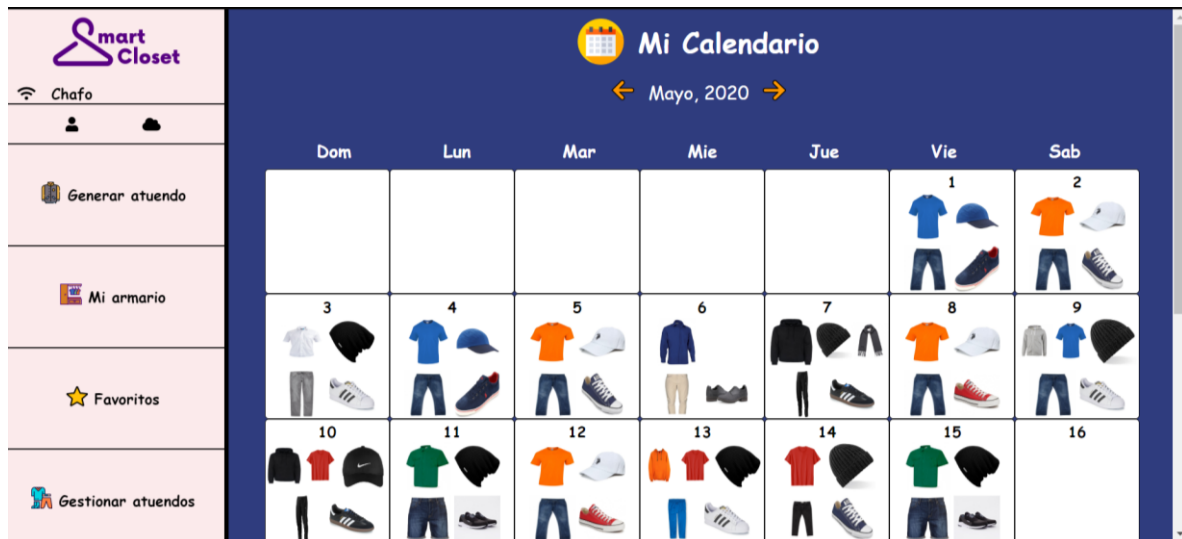 Smart
Closet
Chafo
Generar atuendo
Mi armario
Favoritos
Gestionar atuendos
Mi Calendario
Mayo, 2020
Dom Lun Mar Mie Jue Vie Sab
1 2
3 4 5 6 7 8 9
10 11 12 13 14 15 16